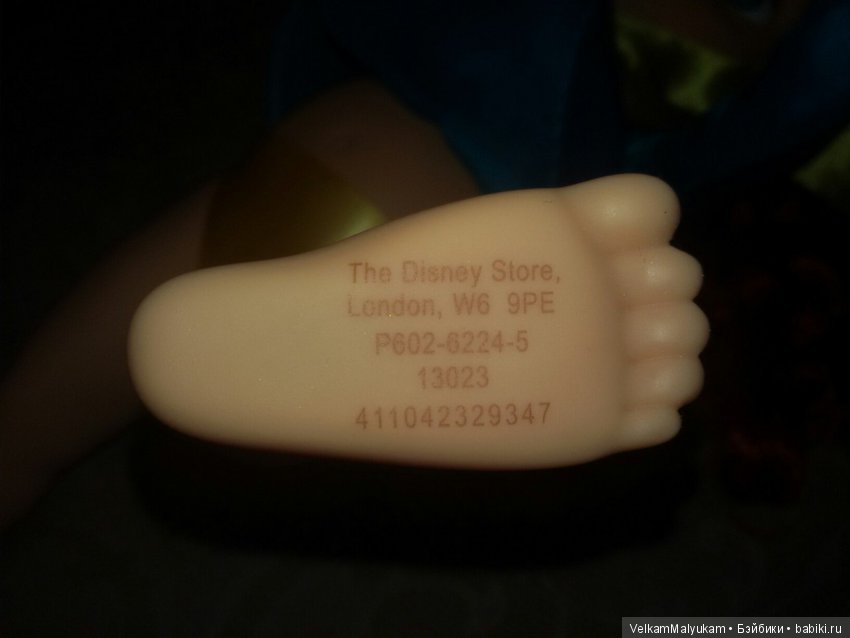 The Disney Store,
London, W6 9PE
P602-6224-5
13023
411042329347
VelkamMalyukam • Бэйбики • babiki.ru